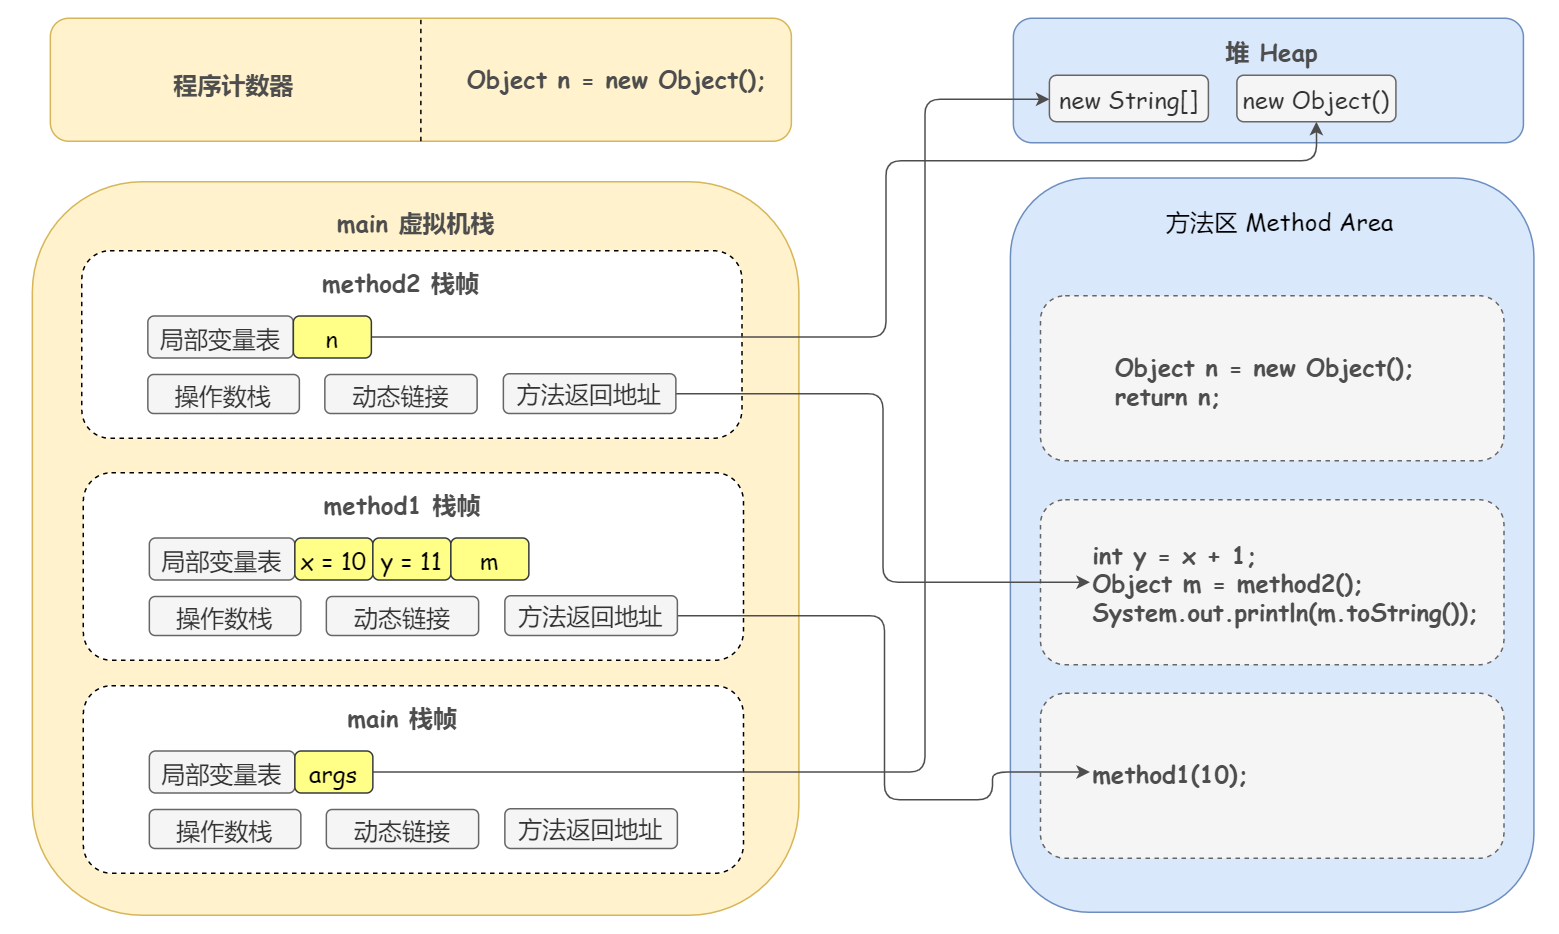 程序计数器
Object n = new Object();
堆 Heap
new String[]
new Object()
main 虚拟机栈
method2 栈帧
局部变量表
n
操作数栈
动态链接
方法返回地址
method1 栈帧
局部变量表
x = 10
y = 11
m
操作数栈
动态链接
方法返回地址
main 栈帧
局部变量表
args
操作数栈
动态链接
方法返回地址
方法区 Method Area
Object n = new Object();
return n;
int y = x + 1;
Object m = method2();
System.out.println(m.toString());
method1(10);